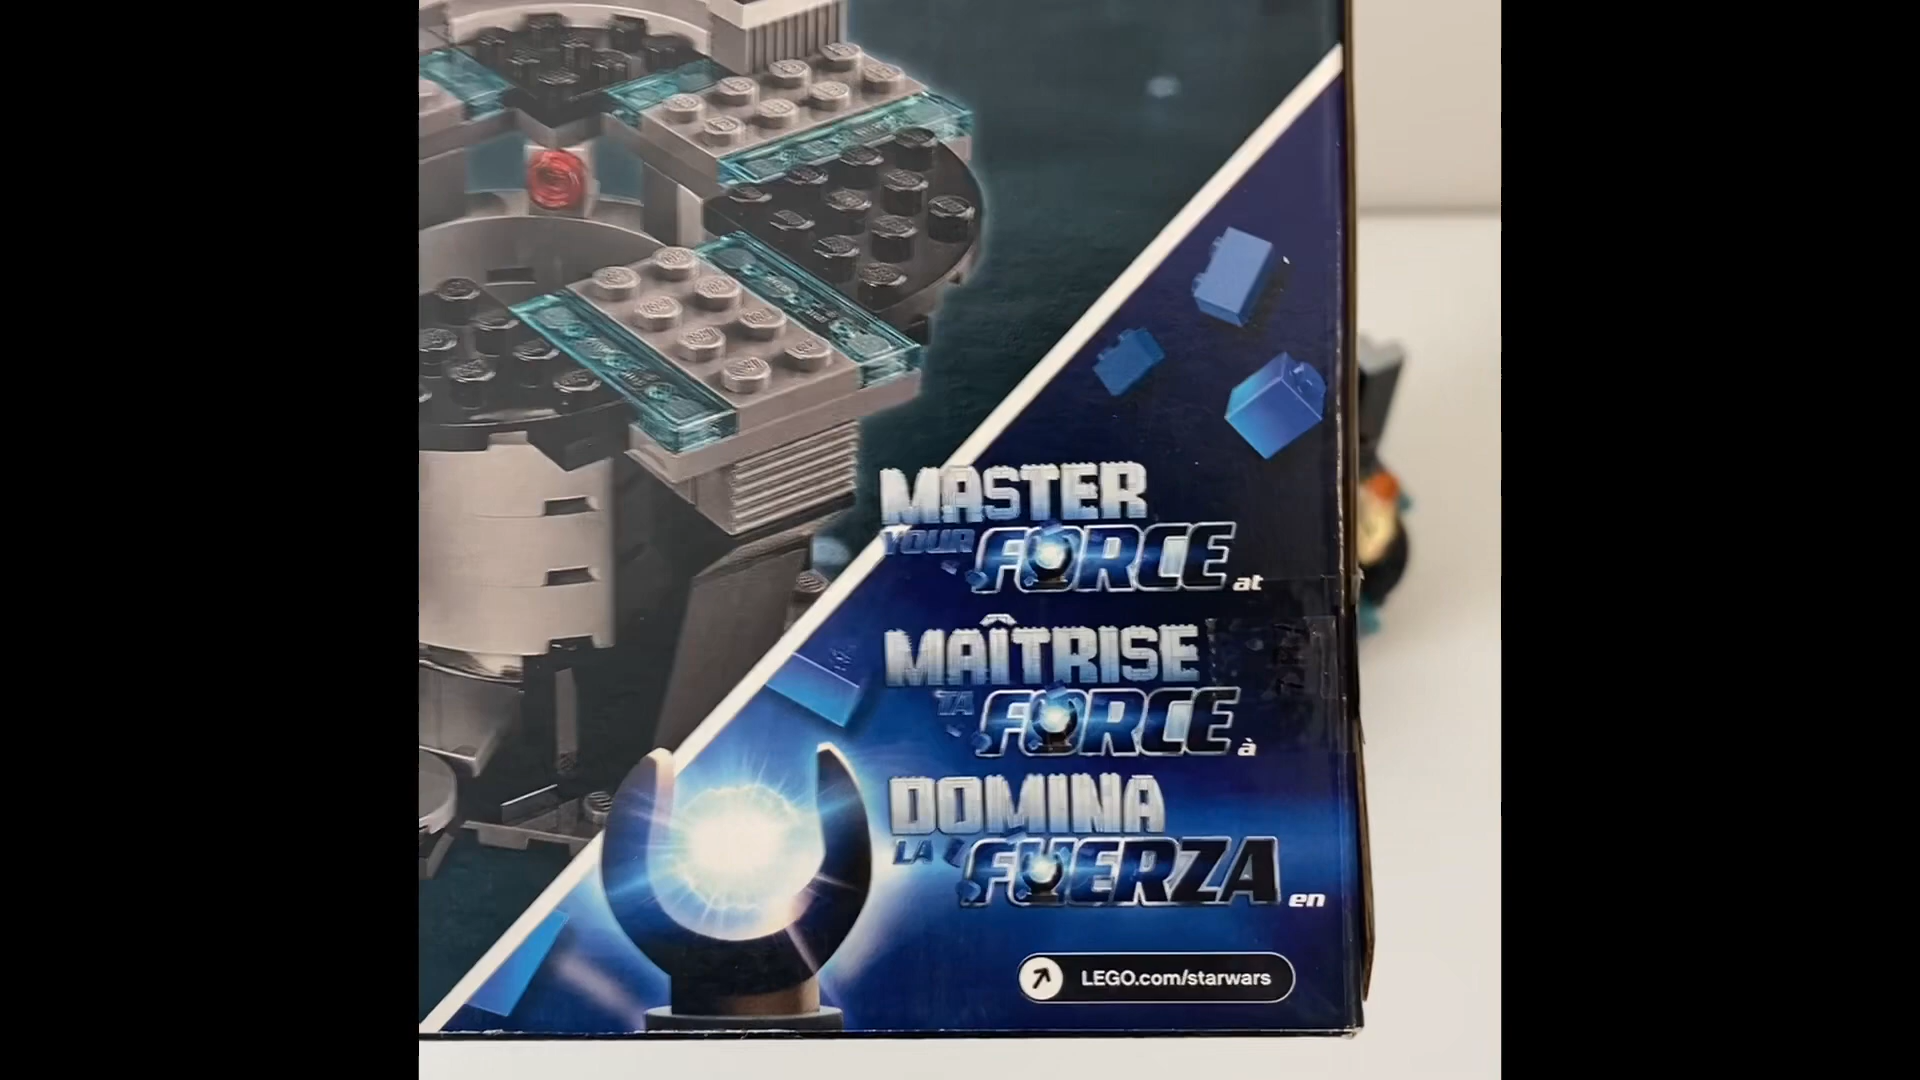 MASTER
YOUR FORCE at
MAÎTRISE
TA FORCE à
DOMINA
LA FUERZA en
LEGO.com/starwars